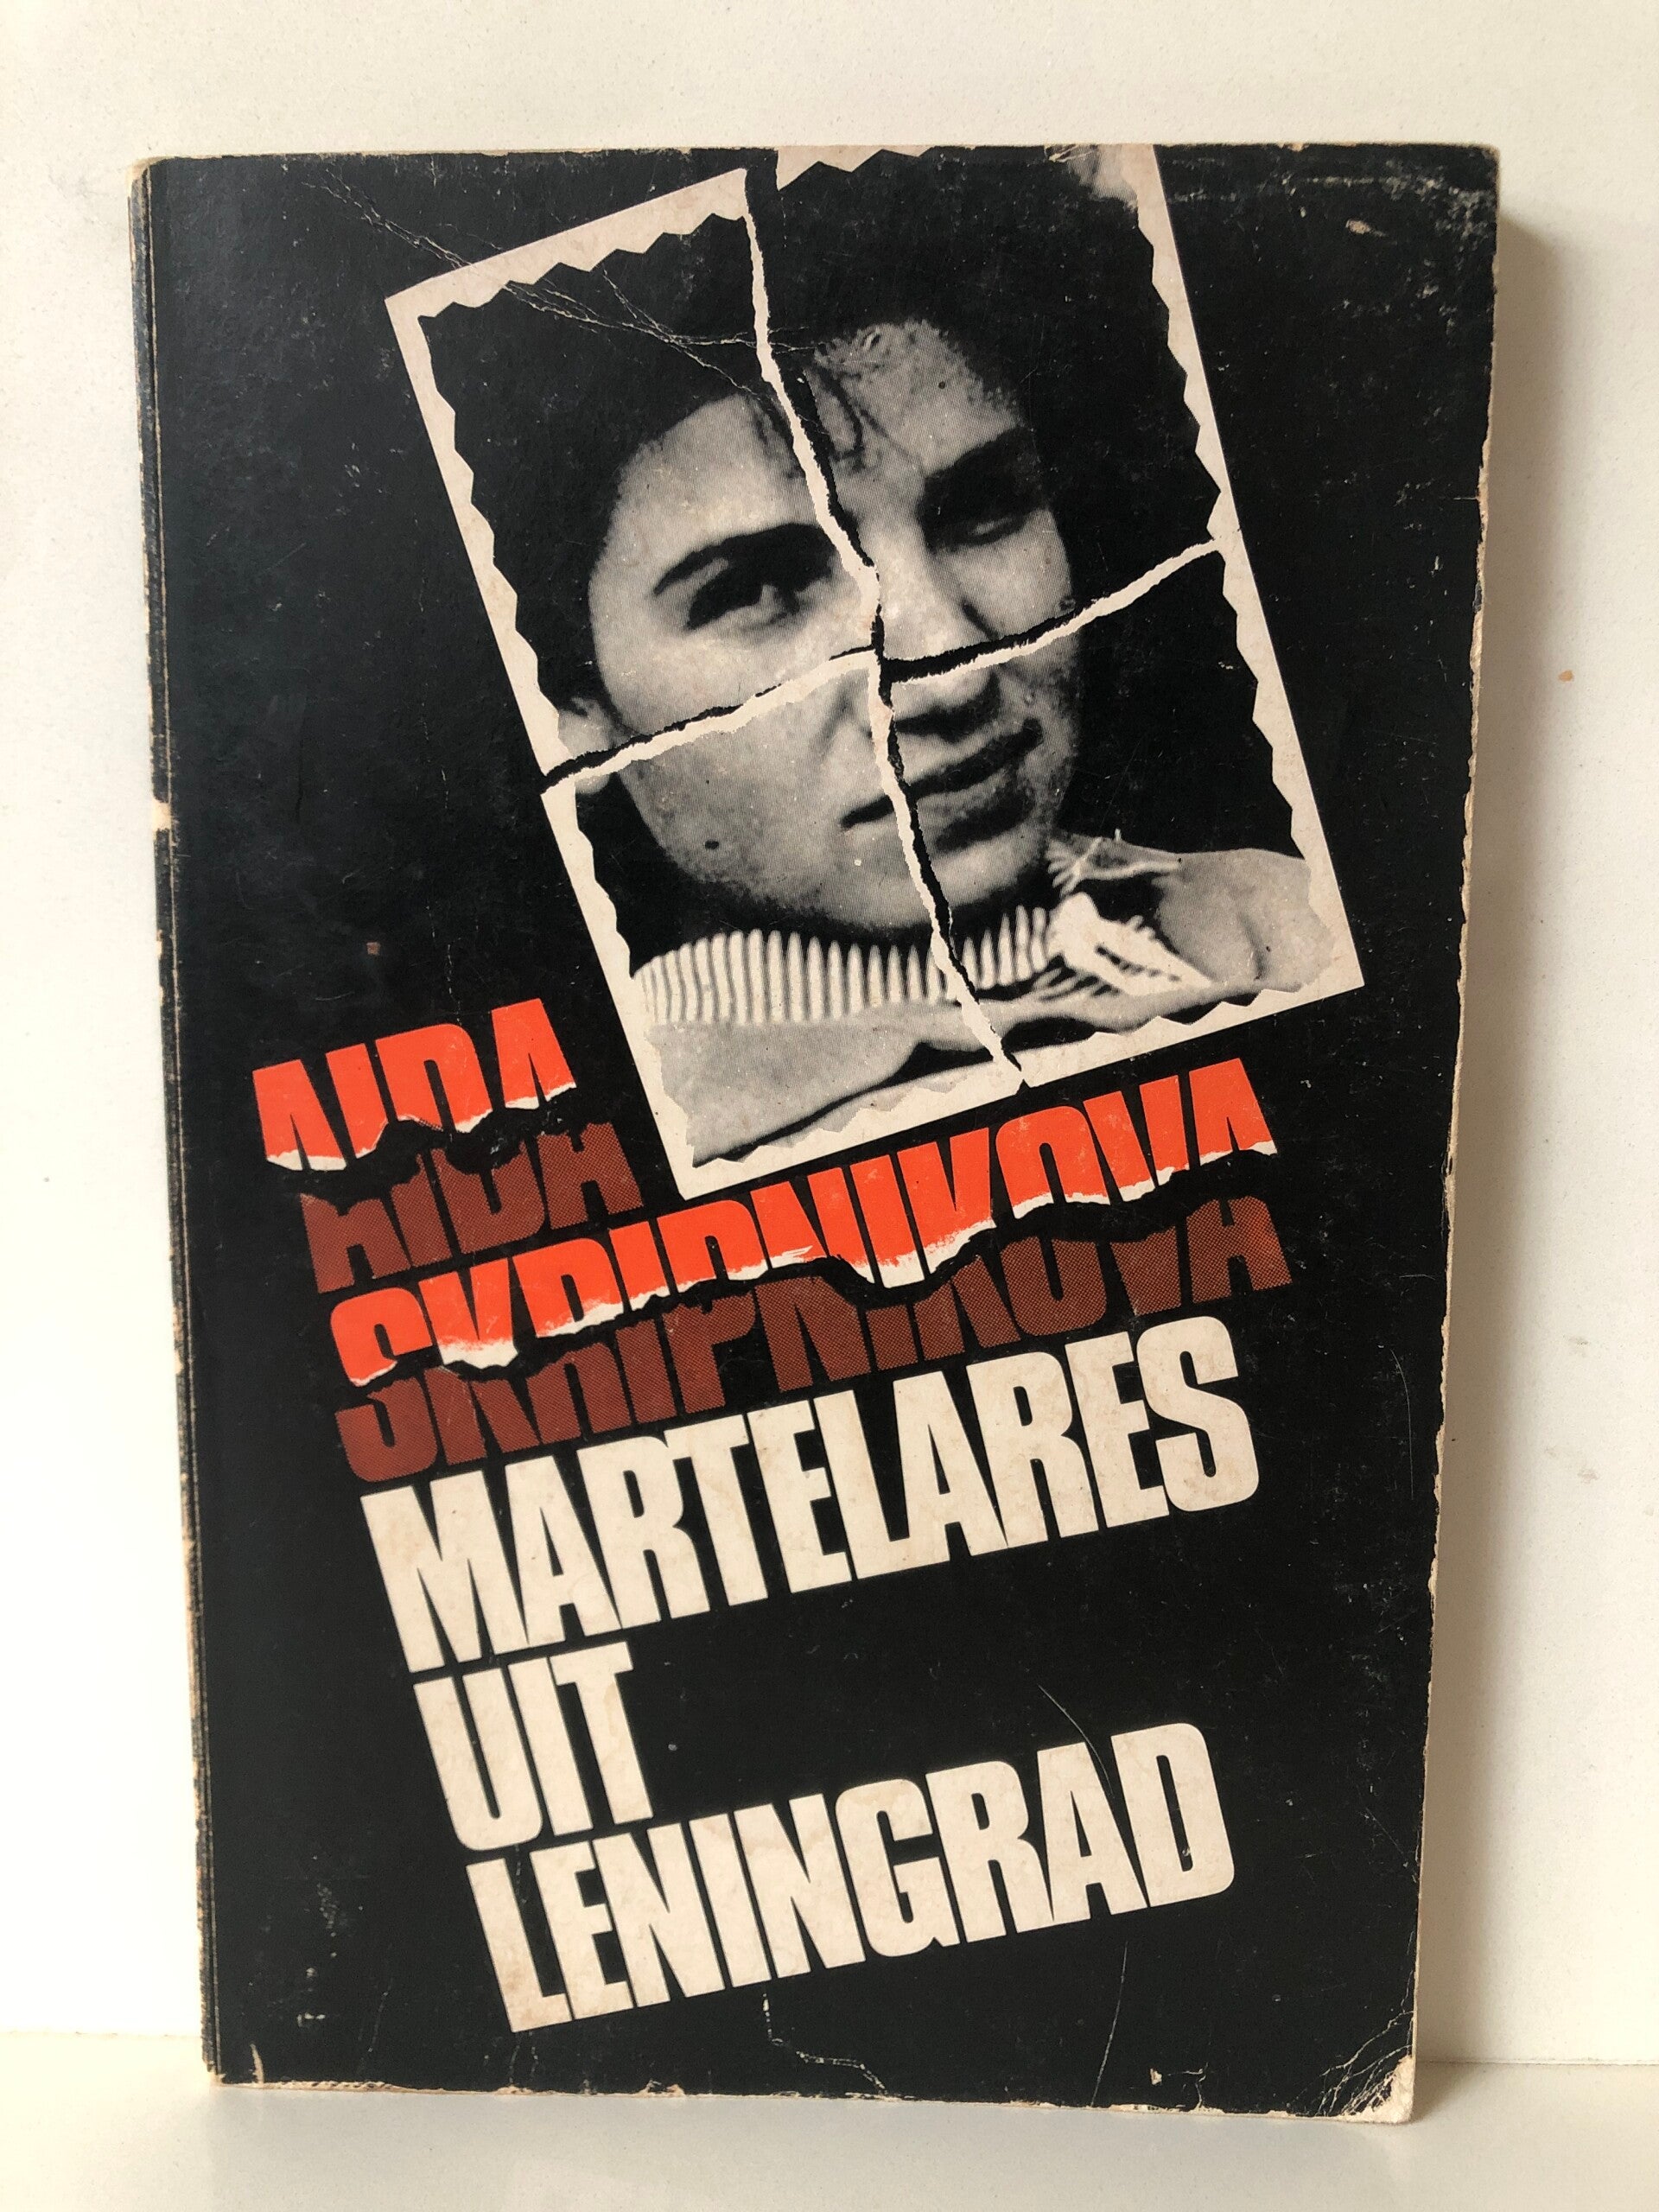 AIDA
SKRIPNIKOVA
MARTELARES
UIT
LENINGRAD